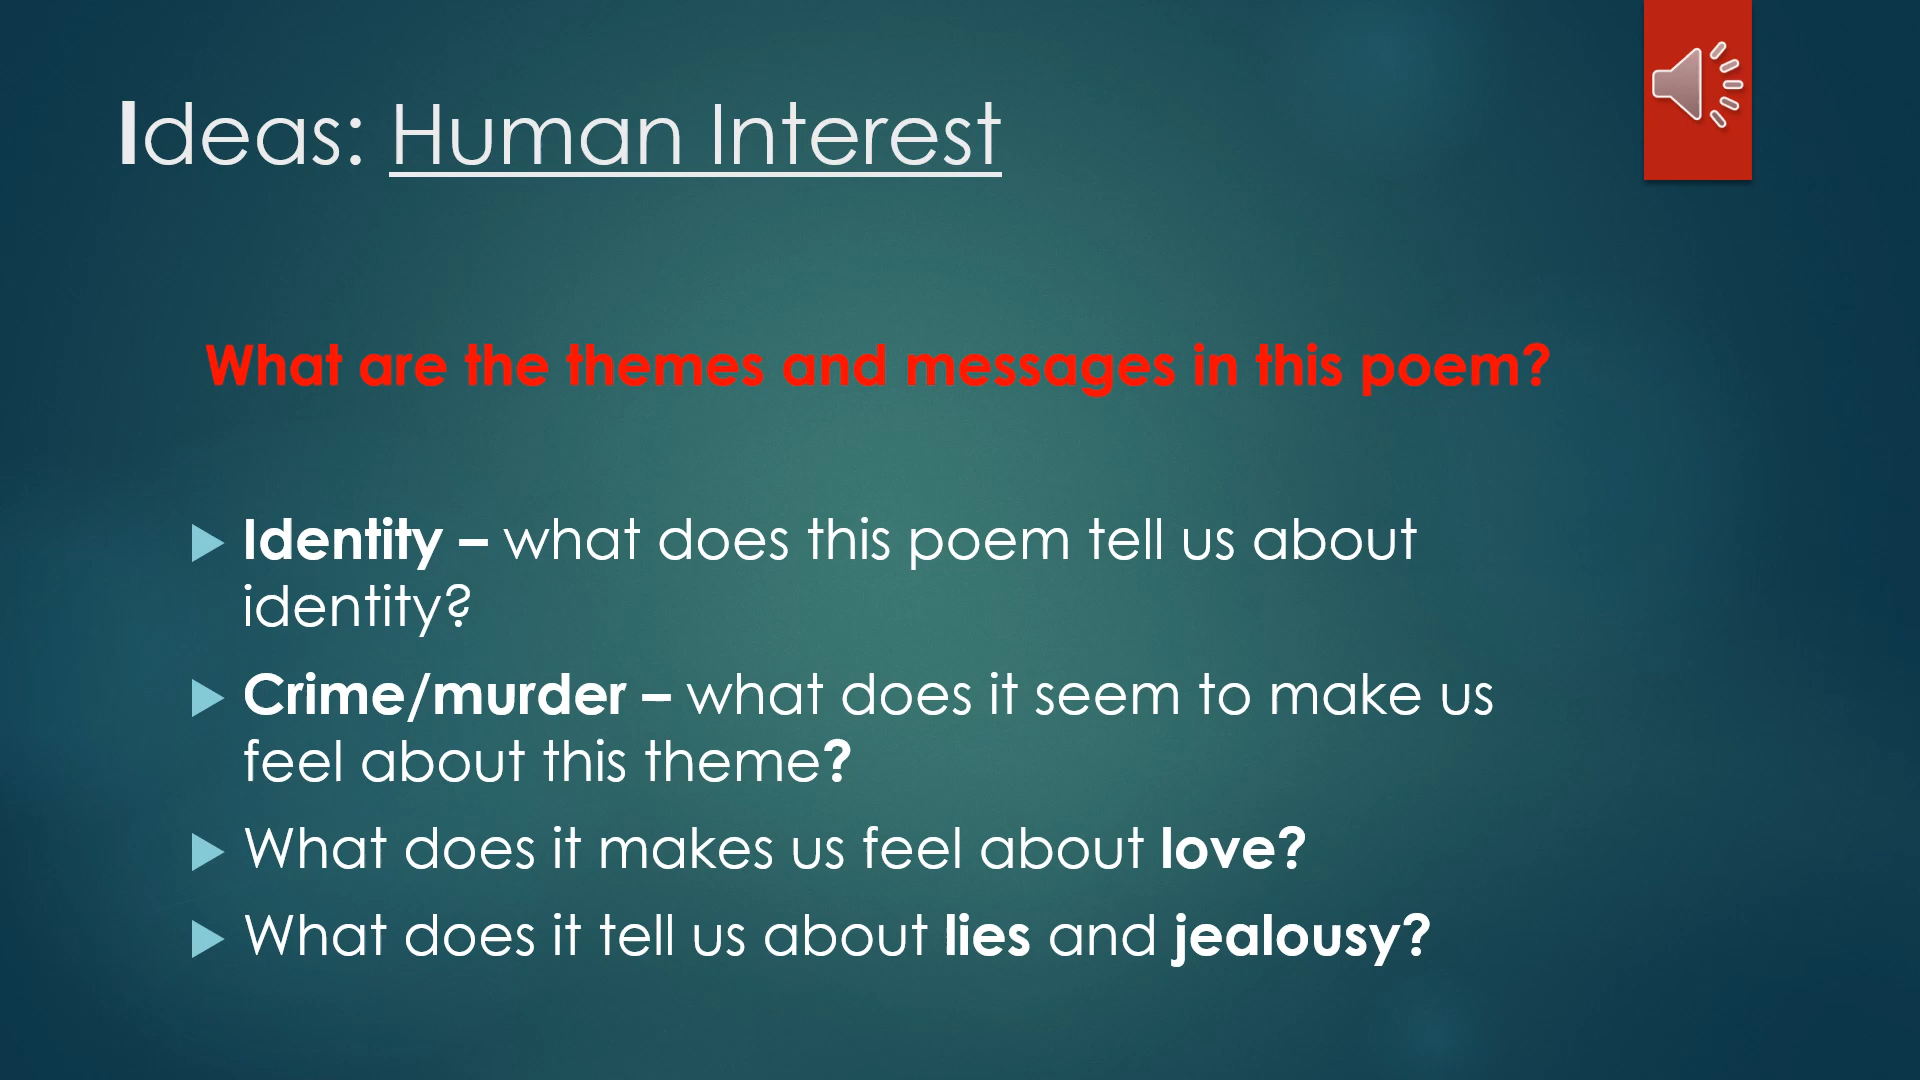 Ideas: Human Interest
What are the themes and messages in this poem?
Identity – what does this poem tell us about
identity?
Crime/murder – what does it seem to make us
feel about this theme?
What does it makes us feel about love?
What does it tell us about lies and jealousy?